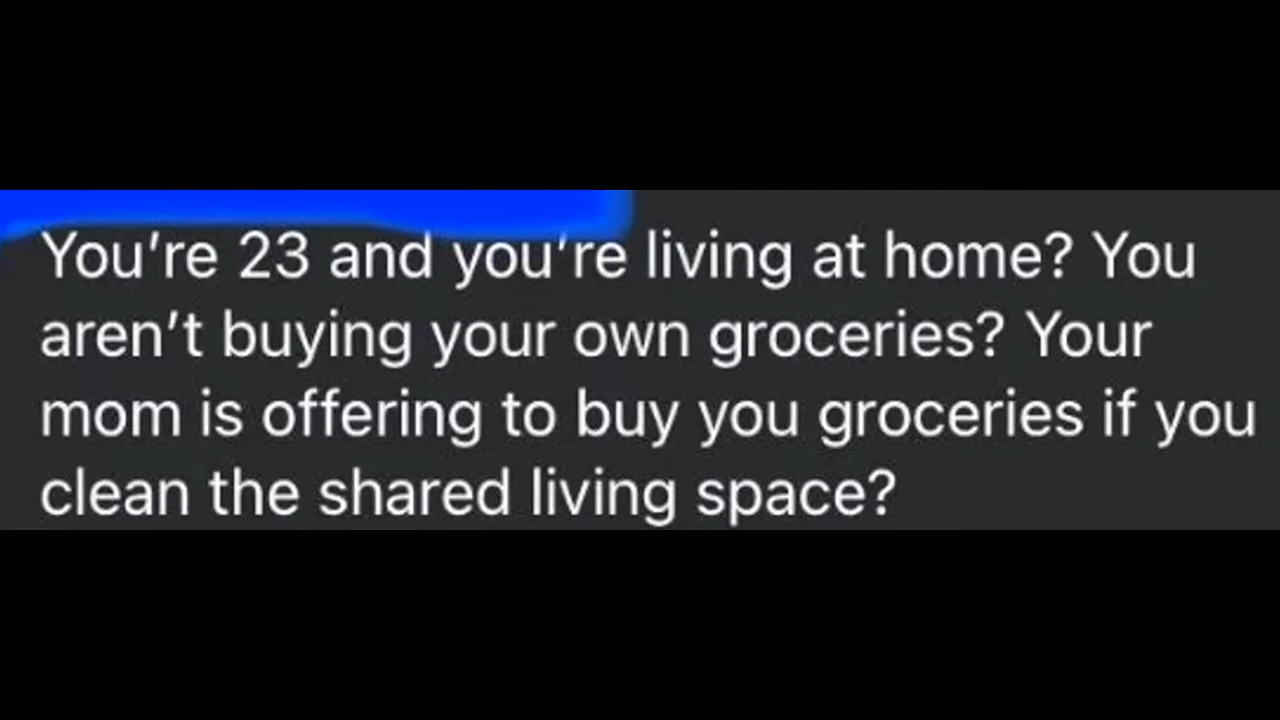 You’re 23 and you’re living at home? You
aren’t buying your own groceries? Your
mom is offering to buy you groceries if you
clean the shared living space?